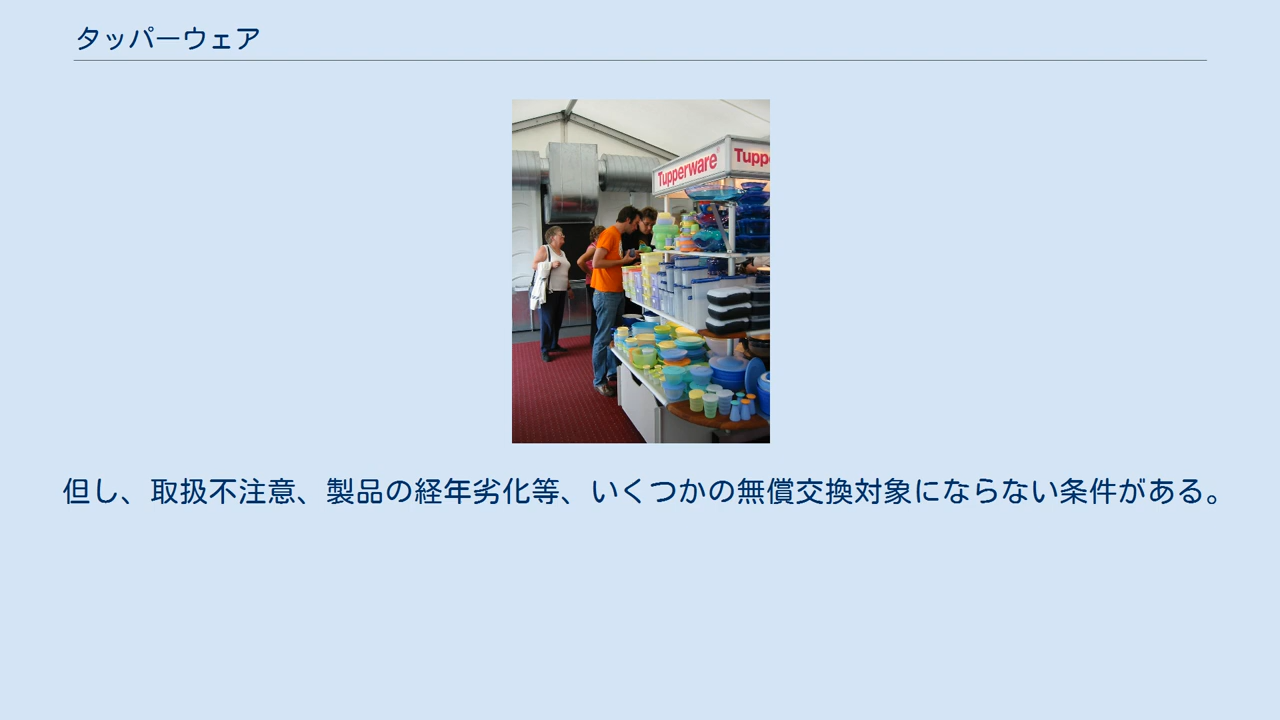 タッパーウェア
Tupperware
Tuppe
但し、取扱不注意、製品の経年劣化等、いくつかの無償交換対象にならない条件がある。